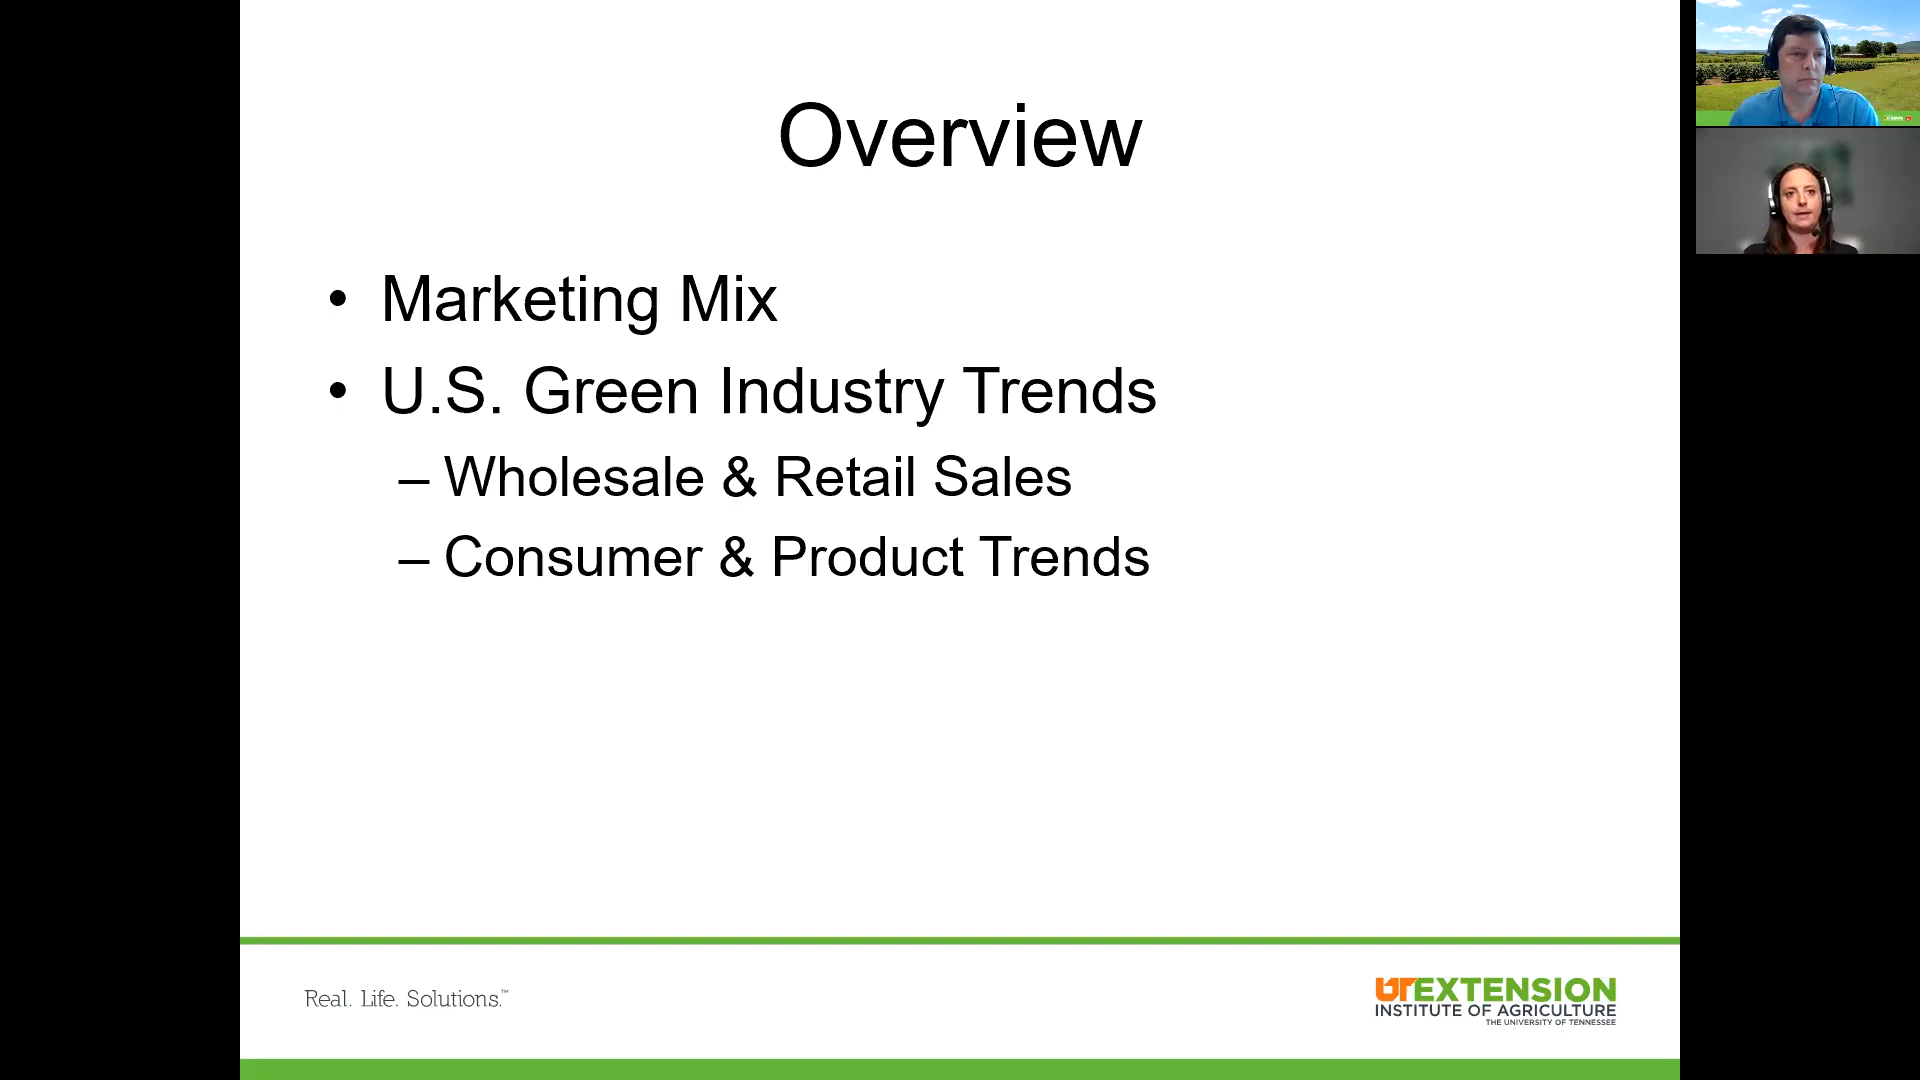 Overview
• Marketing Mix
• U.S. Green Industry Trends
– Wholesale & Retail Sales
– Consumer & Product Trends
Real. Life. Solutions.™
UTEXTENSION
INSTITUTE OF AGRICULTURE
THE UNIVERSITY OF TENNESSEE